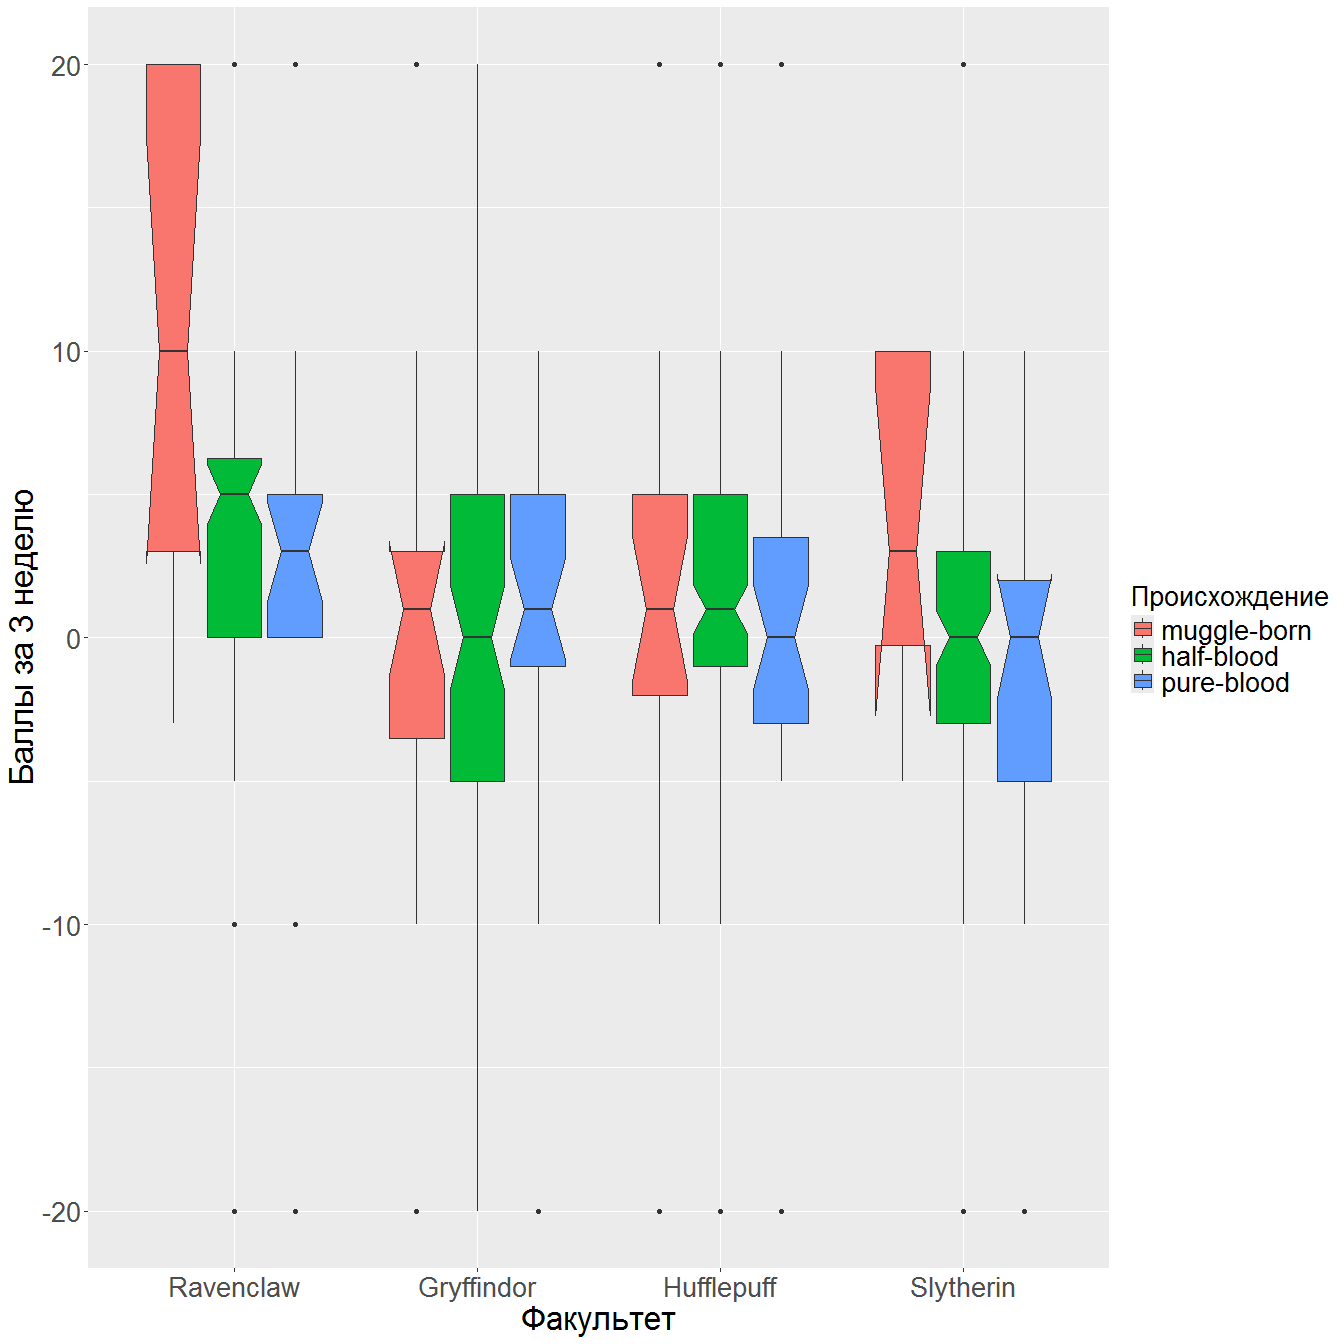 Баллы за 3 неделю
20
10
0
-10
-20
Ravenclaw
Gryffindor
Hufflepuff
Slytherin
Факультет
Происхождение
muggle-born
half-blood
pure-blood